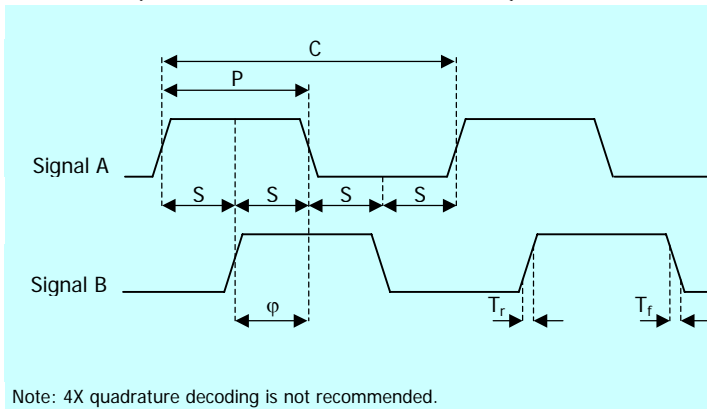 C
P
Signal A
S S S S
Signal B
φ Tr Tf
Note: 4X quadrature decoding is not recommended.